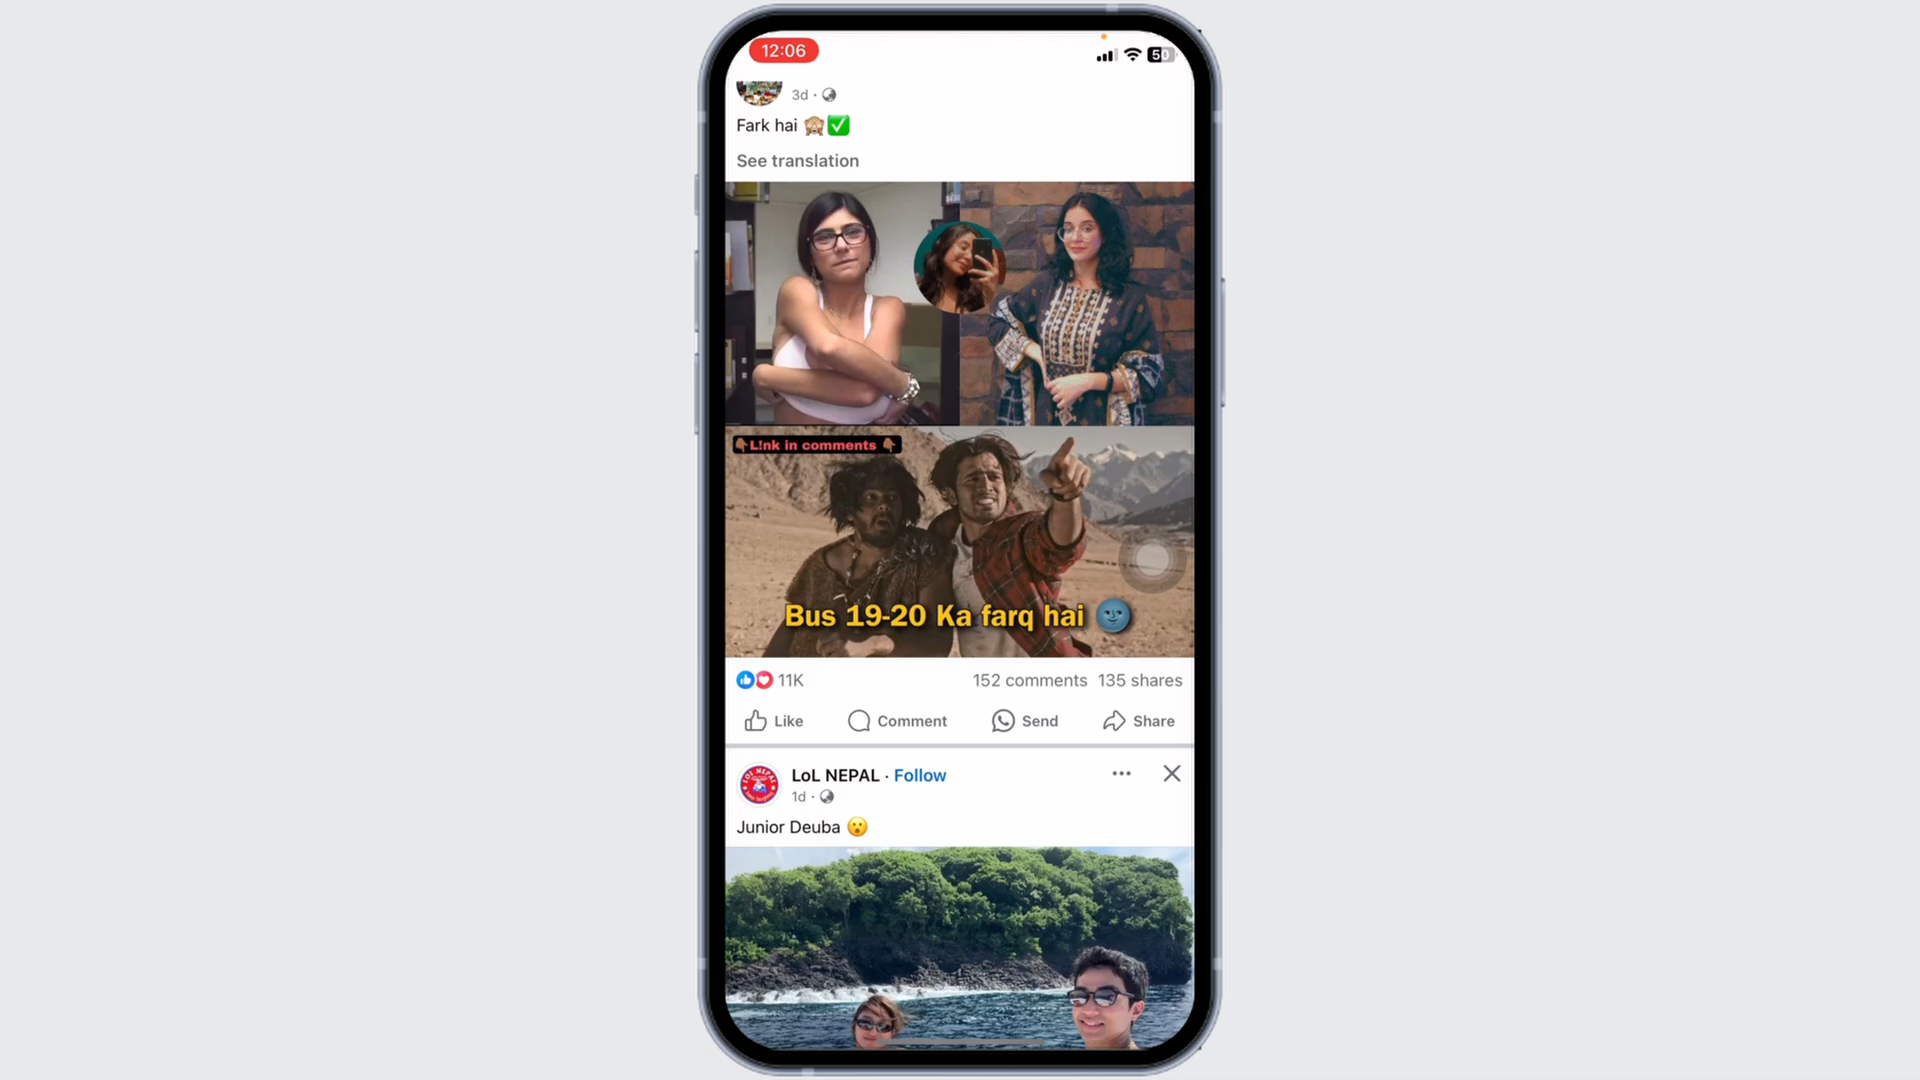 12:06
50
3d ·
Fark hai 🙈✅
See translation
L!nk in comments
Bus 19-20 Ka farq hai 🌚
11K
152 comments 135 shares
Like
Comment
Send
Share
LoL NEPAL · Follow
1d ·
Junior Deuba 😮